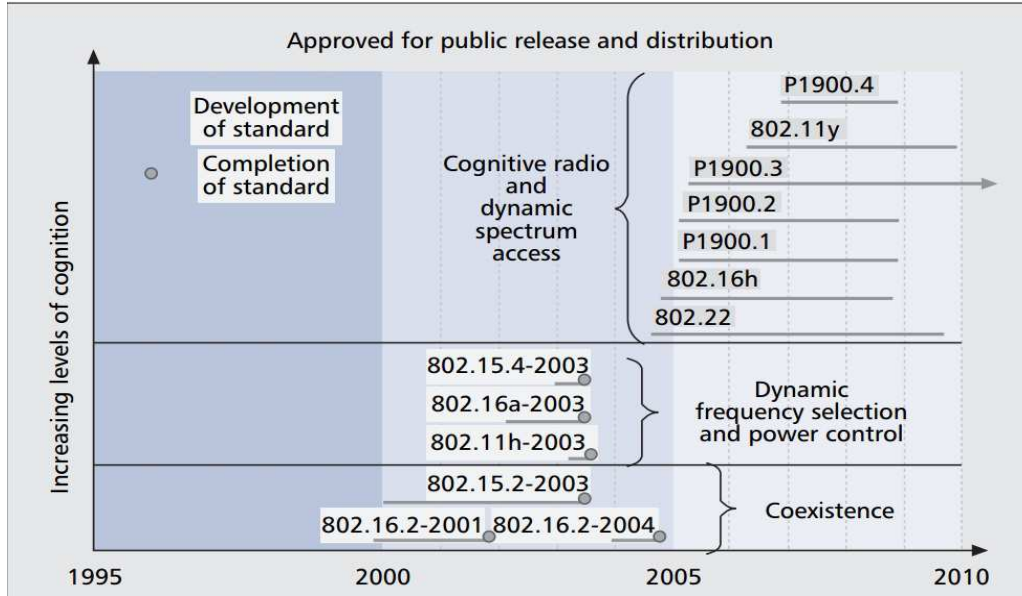 Approved for public release and distribution
Increasing levels of cognition
Development
of standard
Completion
of standard
Cognitive radio
and
dynamic
spectrum
access
P1900.4
802.11y
P1900.3
P1900.2
P1900.1
802.16h
802.22
802.15.4-2003
802.16a-2003
802.11h-2003
Dynamic
frequency selection
and power control
802.15.2-2003
802.16.2-2001 802.16.2-2004
Coexistence
1995 2000 2005 2010